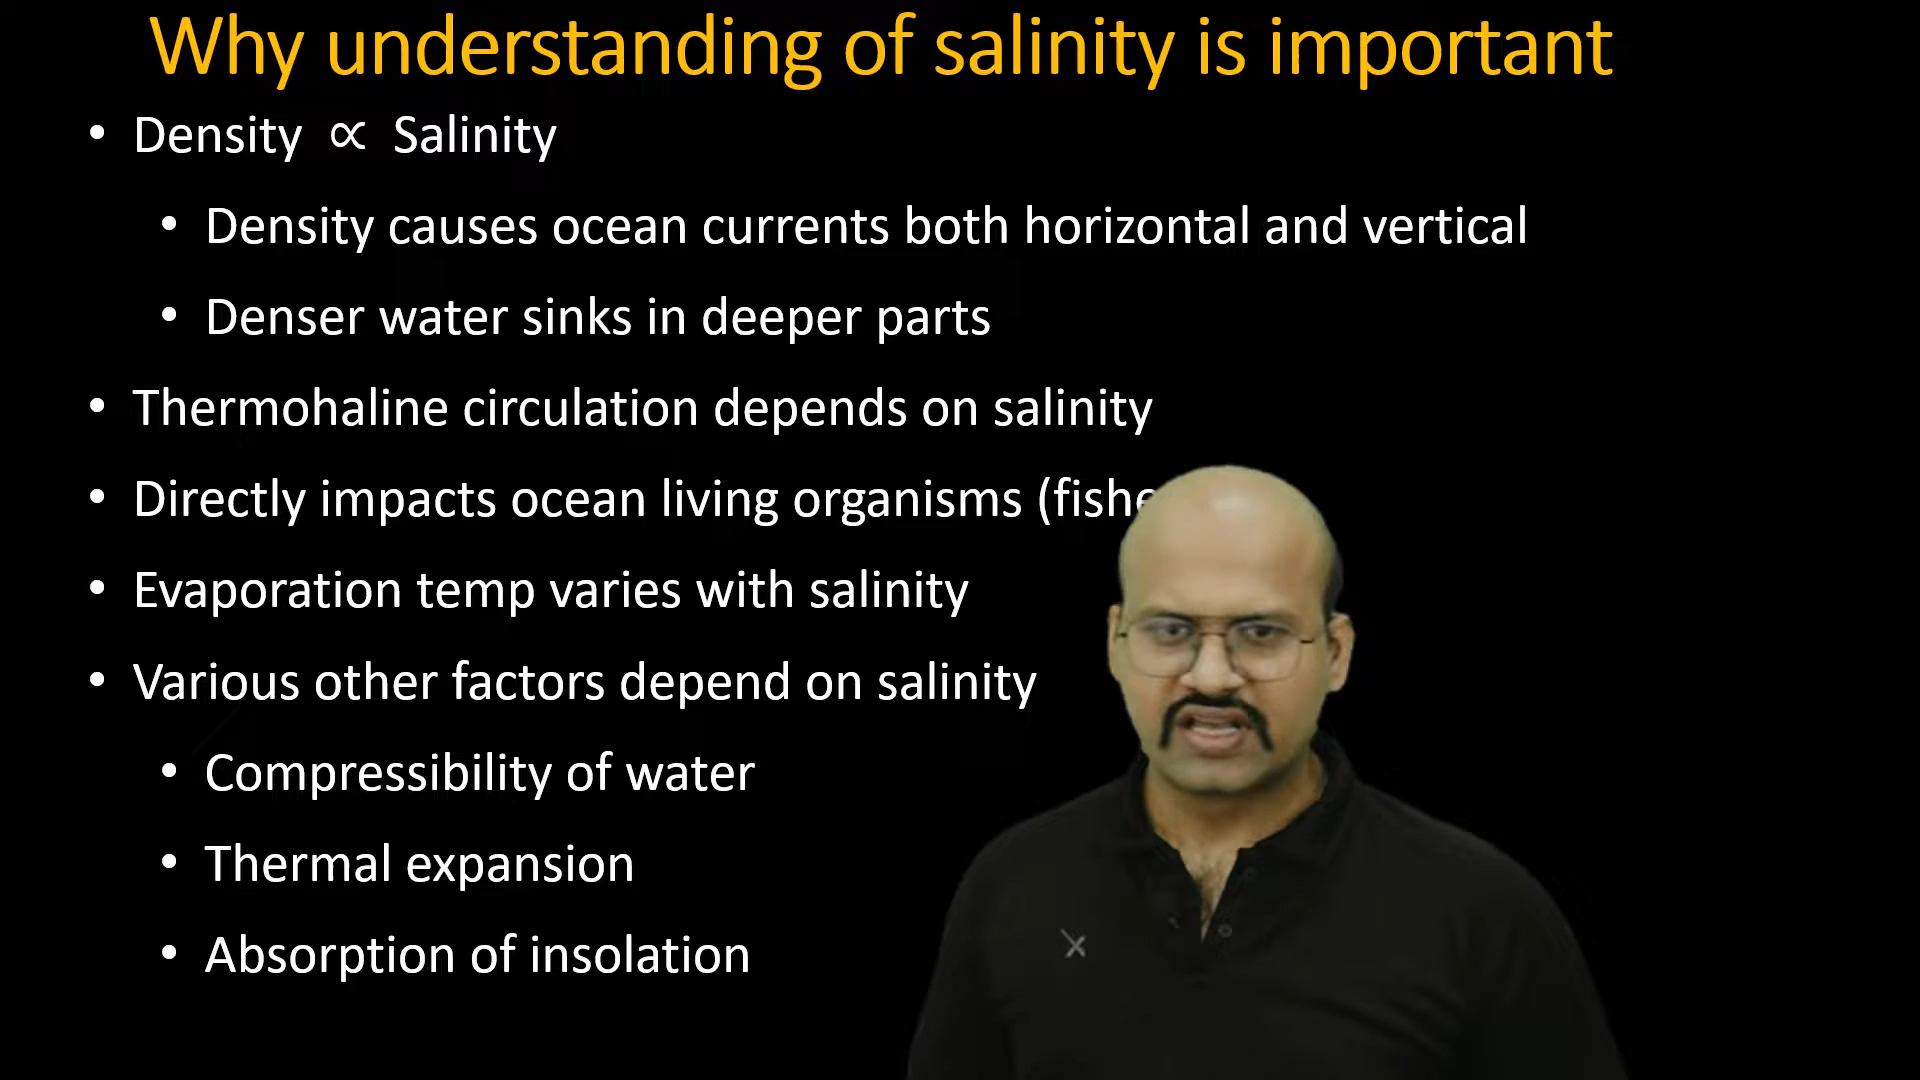 Why understanding of salinity is important
• Density ∝ Salinity
• Density causes ocean currents both horizontal and vertical
• Denser water sinks in deeper parts
• Thermohaline circulation depends on salinity
• Directly impacts ocean living organisms
• Evaporation temp varies with salinity
• Various other factors depend on salinity
• Compressibility of water
• Thermal expansion
• Absorption of insolation